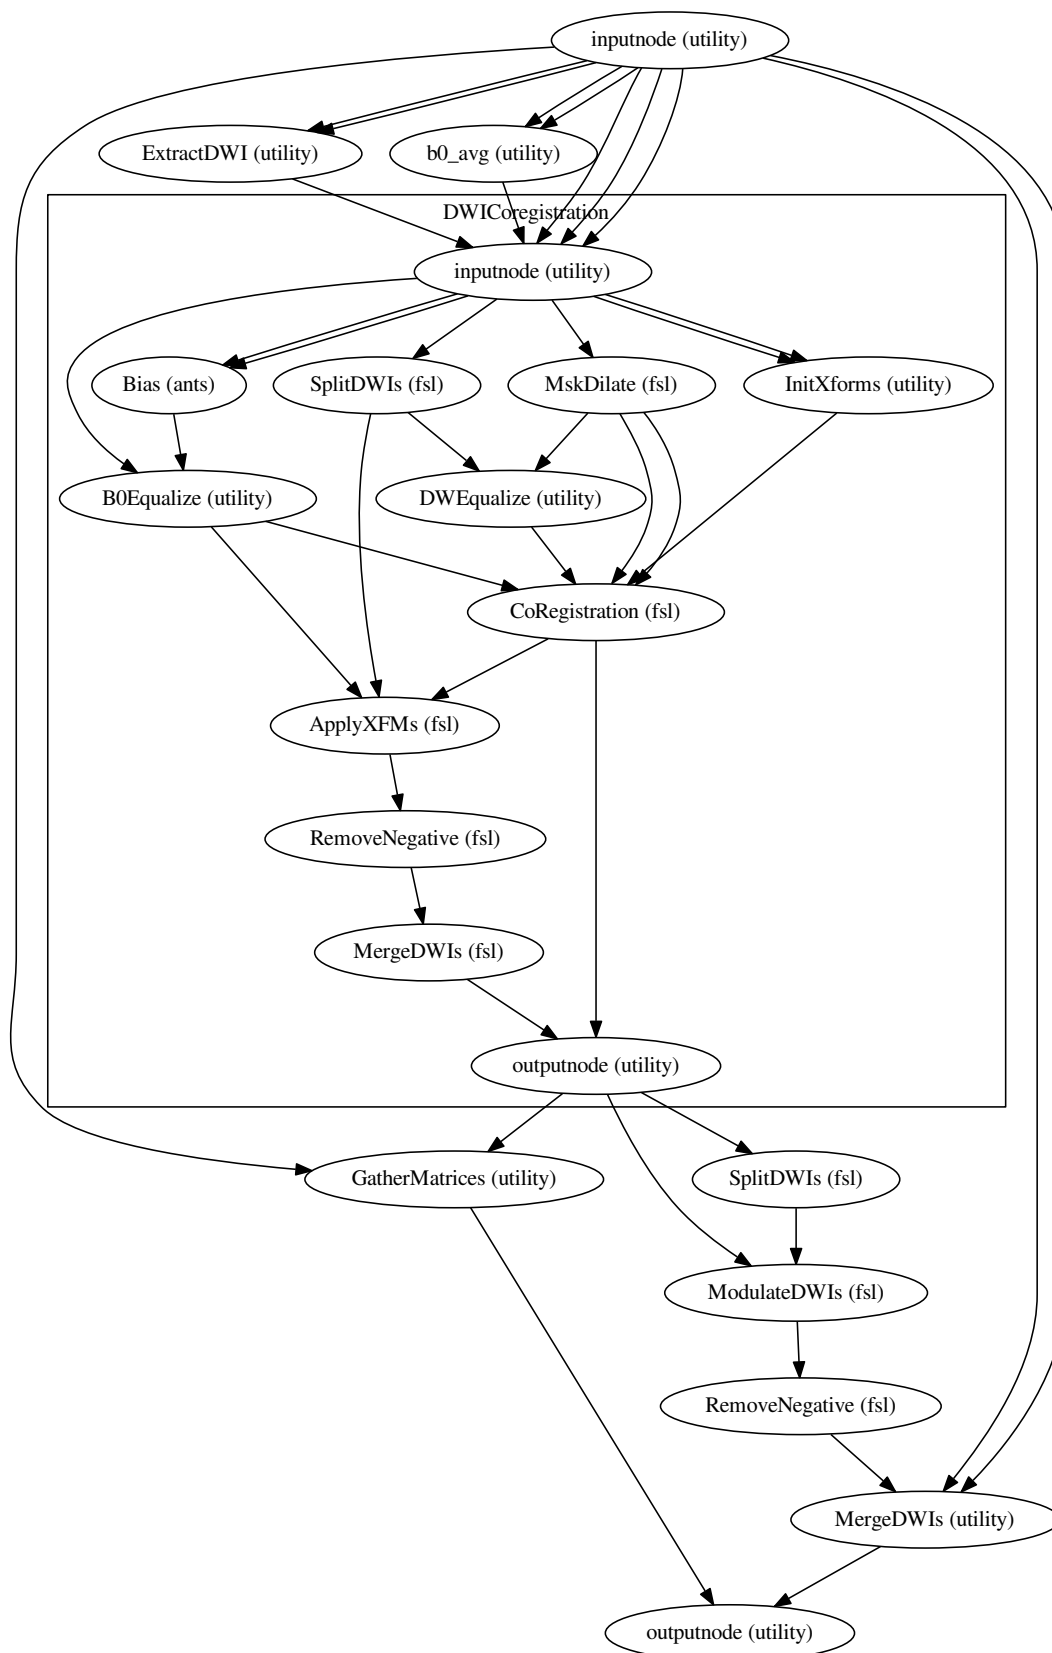 inputnode (utility)
ExtractDWI (utility)
b0_avg (utility)
DWICoregistration
inputnode (utility)
Bias (ants)
SplitDWIs (fsl)
MskDilate (fsl)
InitXforms (utility)
B0Equalize (utility)
DWEqualize (utility)
CoRegistration (fsl)
ApplyXFMs (fsl)
RemoveNegative (fsl)
MergeDWIs (fsl)
outputnode (utility)
GatherMatrices (utility)
SplitDWIs (fsl)
ModulateDWIs (fsl)
RemoveNegative (fsl)
MergeDWIs (utility)
outputnode (utility)